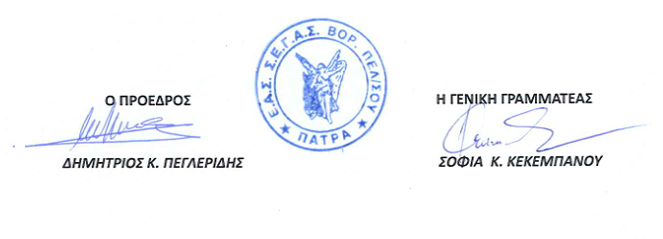 Ε.Α.Σ. Σ.Ε.Γ.Α.Σ. ΒΟΡ. ΠΕΛ/ΣΟΥ
ΠΑΤΡΑ
Ο ΠΡΟΕΔΡΟΣ
ΔΗΜΗΤΡΙΟΣ Κ. ΠΕΓΛΕΡΙΔΗΣ
Η ΓΕΝΙΚΗ ΓΡΑΜΜΑΤΕΑΣ
ΣΟΦΙΑ Κ. ΚΕΚΕΜΠΑΝΟΥ